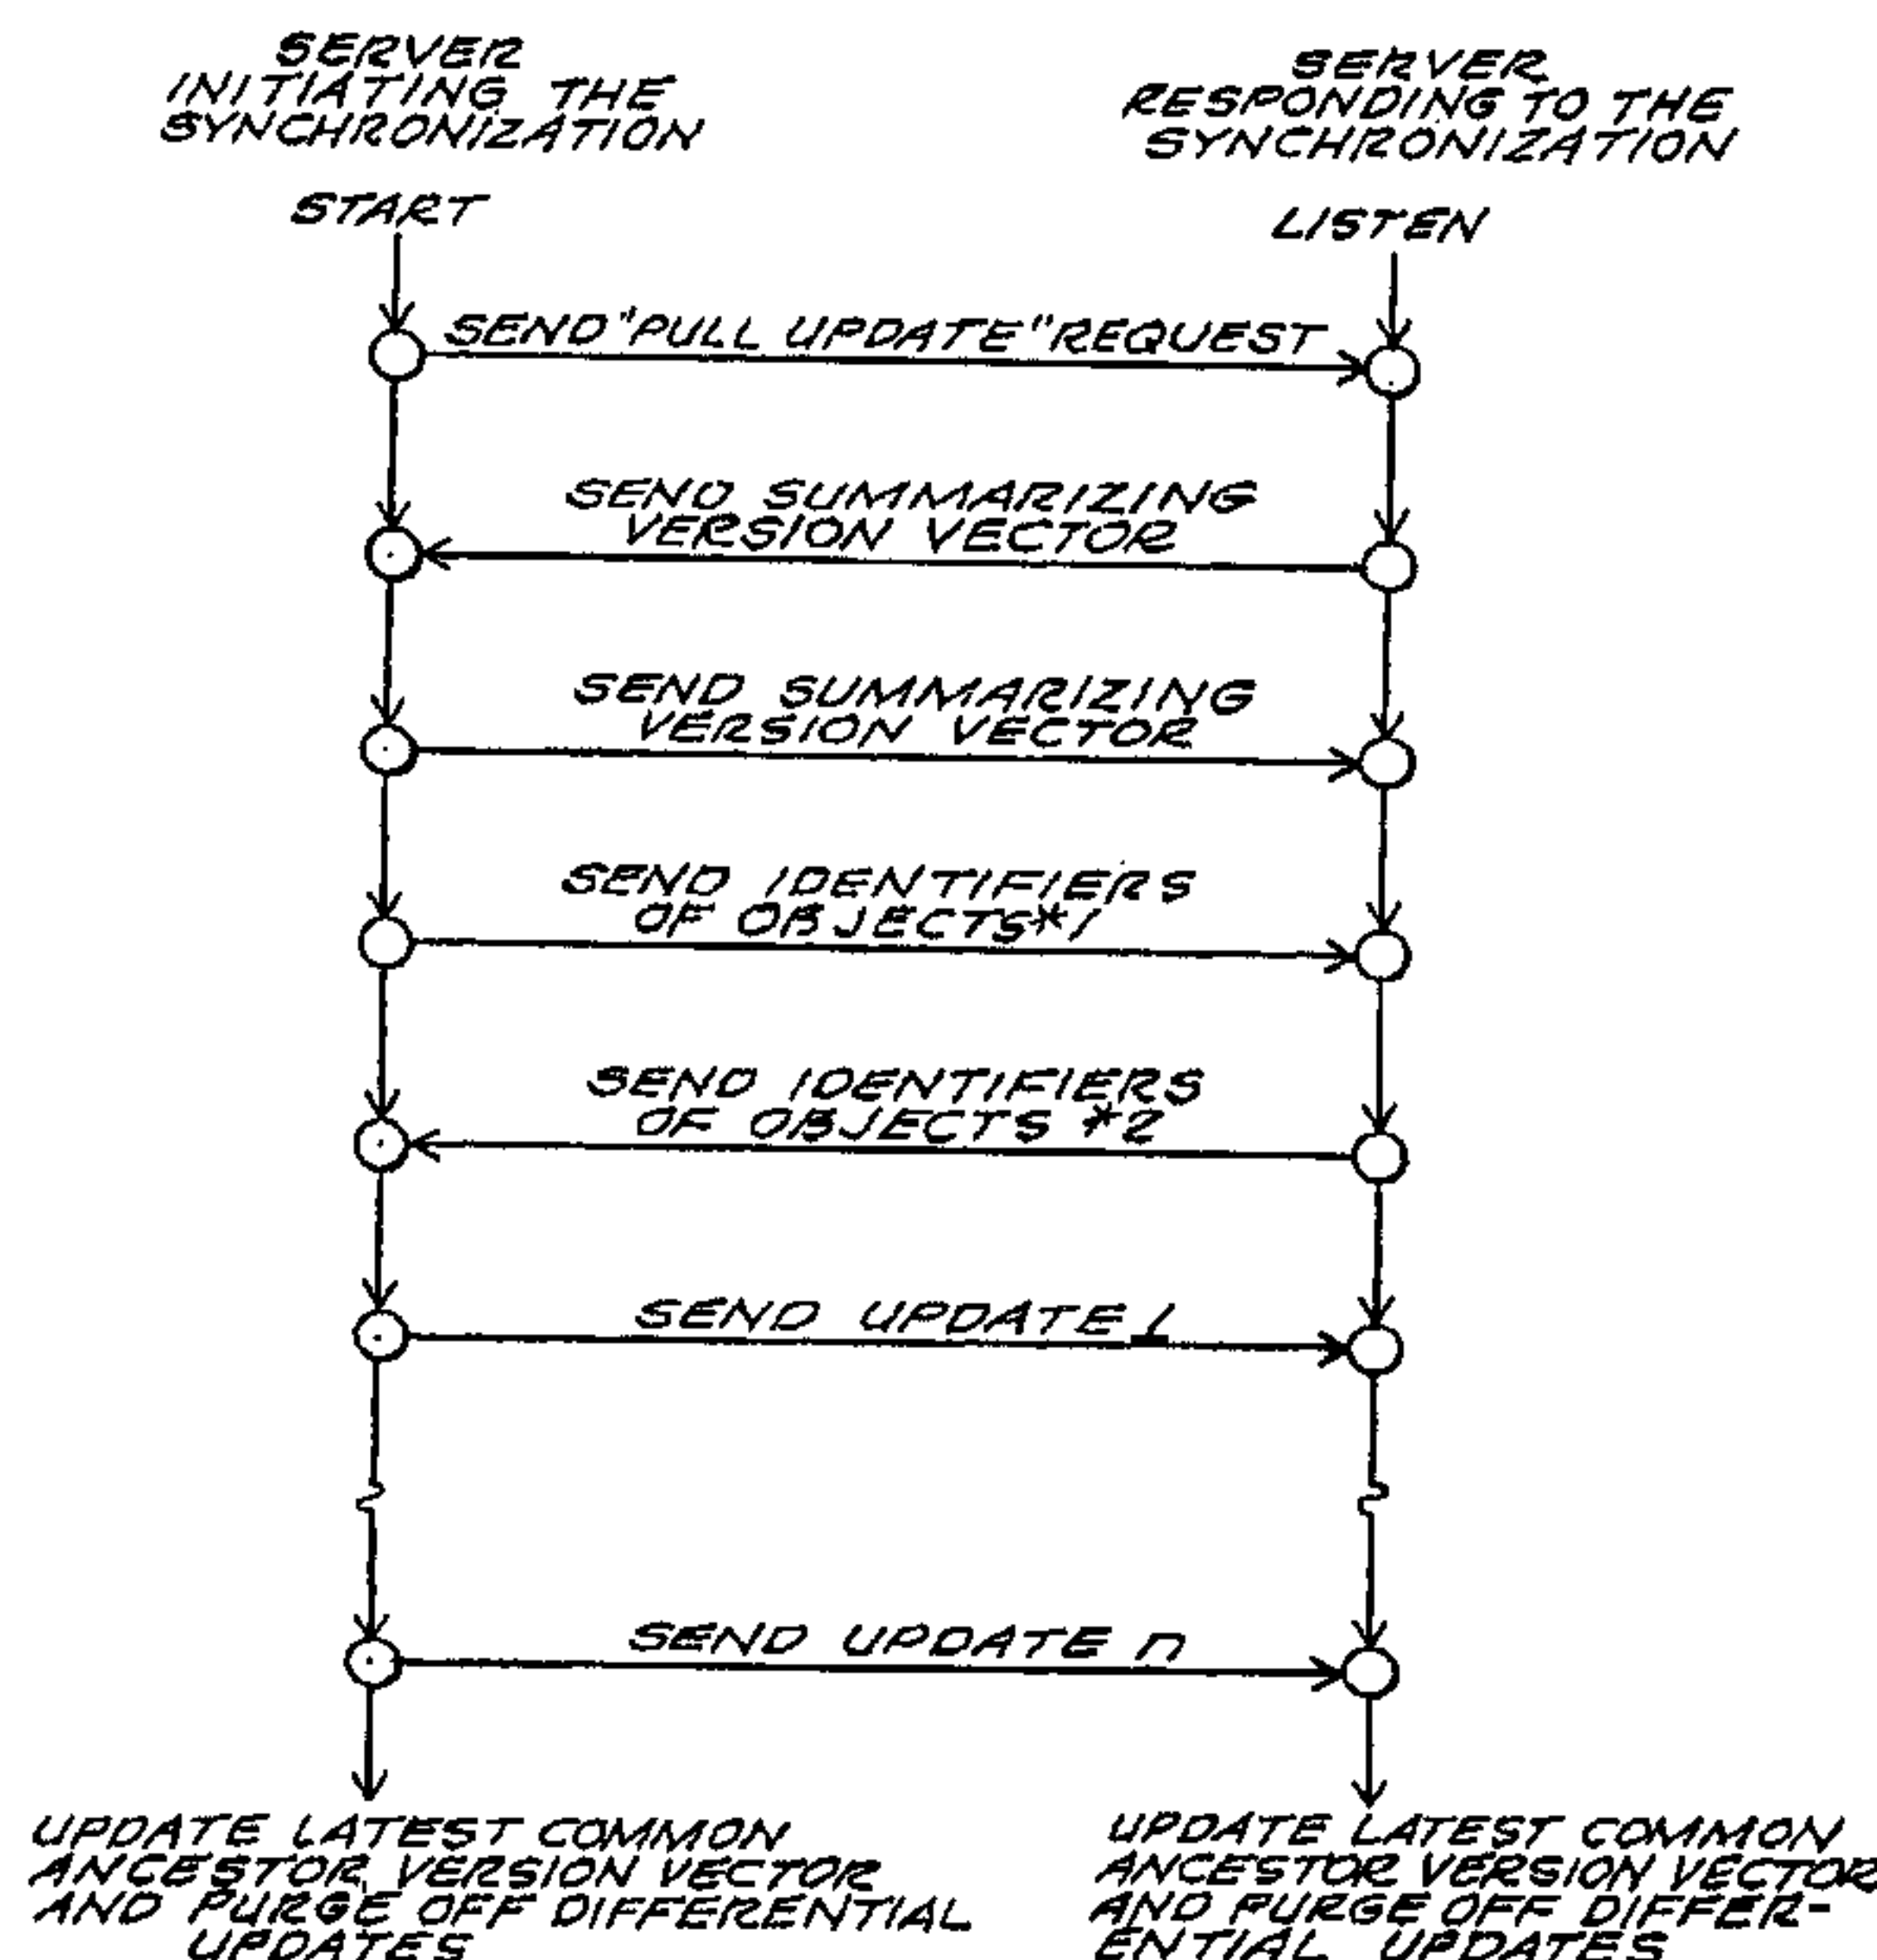 SERVER
INITIATING THE
SYNCHRONIZATION
START
SERVER
RESPONDING TO THE
SYNCHRONIZATION
LISTEN
SEND "PULL UPDATE" REQUEST
SEND SUMMARIZING
VERSION VECTOR
SEND SUMMARIZING
VERSION VECTOR
SEND IDENTIFIERS
OF OBJECTS*1
SEND IDENTIFIERS
OF OBJECTS *2
SEND UPDATE 1
SEND UPDATE n
UPDATE LATEST COMMON
ANCESTOR VERSION VECTOR
AND PURGE OFF DIFFERENTIAL
UPDATES
UPDATE LATEST COMMON
ANCESTOR VERSION VECTOR
AND PURGE OFF DIFFER-
ENTIAL UPDATES